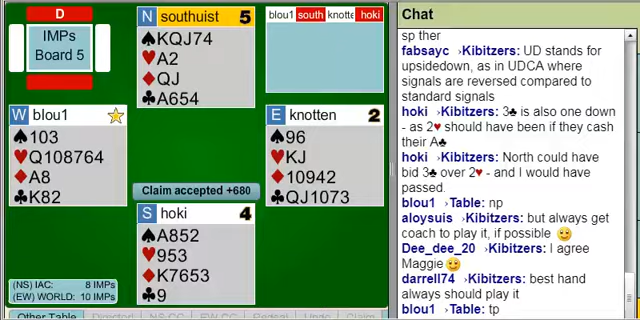 D
IMPs
Board 5
N southuist 5
♠KQJ74
♥A2
♦QJ
♣A654
blou1 south knotte hoki
W blou1
♠103
♥Q108764
♦A8
♣K82
E knotten 2
♠96
♥KJ
♦10942
♣QJ1073
Claim accepted +680
S hoki 4
♠A852
♥953
♦K7653
♣9
(NS) IAC: 8 IMPs
(EW) WORLD: 10 IMPs
Other Table
Undo Claim
Chat
sp ther
fabsayc ›Kibitzers: UD stands for
upsidedown, as in UDCA where
signals are reversed compared to
standard signals
hoki ›Kibitzers: 3♣ is also one down
- as 2♥ should have been if they cash
their A♣
hoki ›Kibitzers: North could have
bid 3♣ over 2♥ - and I would have
passed.
blou1 ›Table: np
aloysuis ›Kibitzers: but always get
coach to play it, if possible
Dee_dee_20 ›Kibitzers: I agree
Maggie
darrell74 ›Kibitzers: best hand
always should play it
blou1 ›Table: tp